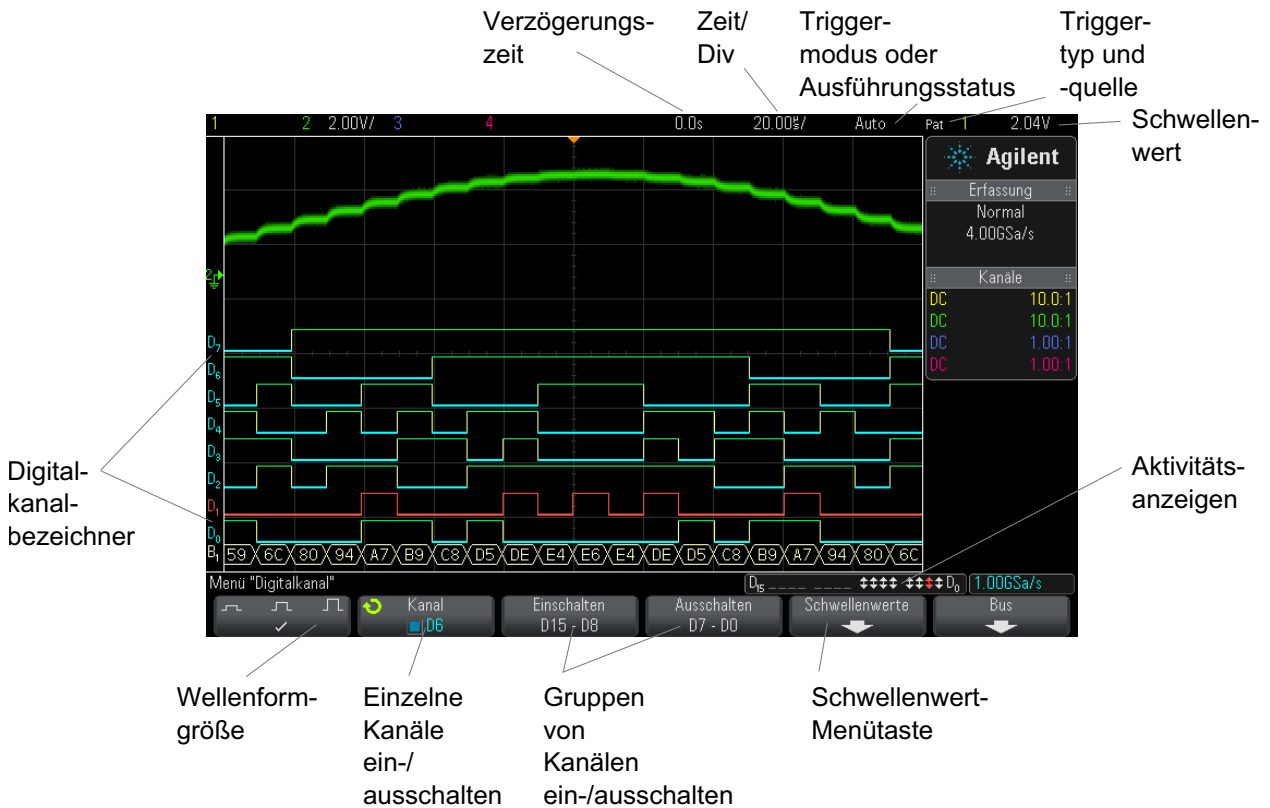 Verzögerungs-
zeit
Zeit/
Div
Trigger-
modus oder
Ausführungsstatus
Trigger-
typ und
-quelle
Schwellen-
wert
1 2 2.00V/ 3 4 0.0s 20.00µs/ Auto Pat 1 2.04V
Agilent
Erfassung
Normal
4.00GSa/s
Kanäle
DC 10.0:1
DC 10.0:1
DC 1.00:1
DC 1.00:1
2
D7
D6
D5
D4
D3
D2
D1
D0
B1 59 6C 80 94 A7 B9 C8 D5 DE E4 E6 E4 DE D5 C8 B9 A7 94 80 6C
Digital-
kanal-
bezeichner
Aktivitäts-
anzeigen
Menü "Digitalkanal" D15 D0 1.00GSa/s
Kanal
D6
Einschalten
D15 - D8
Ausschalten
D7 - D0
Schwellenwerte
Bus
Wellenform-
größe
Einzelne
Kanäle
ein-/
ausschalten
Gruppen
von
Kanälen
ein-/ausschalten
Schwellenwert-
Menütaste